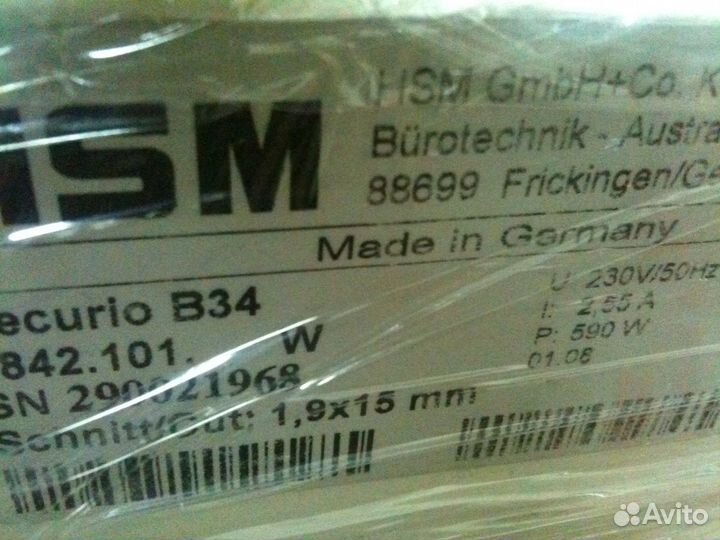 HSM
HSM GmbH+Co. K
Bürotechnik - Austra
88699 Frickingen/Ge
Made in Germany
ecurio B34
842.101. W
SN 290021968
Schnitt/Cut: 1,9x15 mm
U: 230V/50Hz
I: 2,55 A
P: 590 W
01.08
Avito